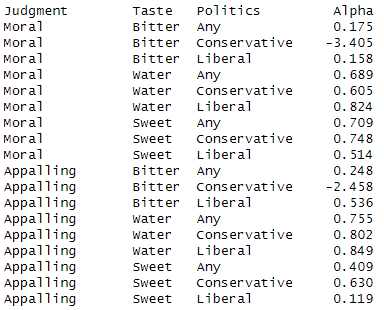 Judgment Taste Politics Alpha
Moral Bitter Any 0.175
Moral Bitter Conservative -3.405
Moral Bitter Liberal 0.158
Moral Water Any 0.689
Moral Water Conservative 0.605
Moral Water Liberal 0.824
Moral Sweet Any 0.709
Moral Sweet Conservative 0.748
Moral Sweet Liberal 0.514
Appalling Bitter Any 0.248
Appalling Bitter Conservative -2.458
Appalling Bitter Liberal 0.536
Appalling Water Any 0.755
Appalling Water Conservative 0.802
Appalling Water Liberal 0.849
Appalling Sweet Any 0.409
Appalling Sweet Conservative 0.630
Appalling Sweet Liberal 0.119